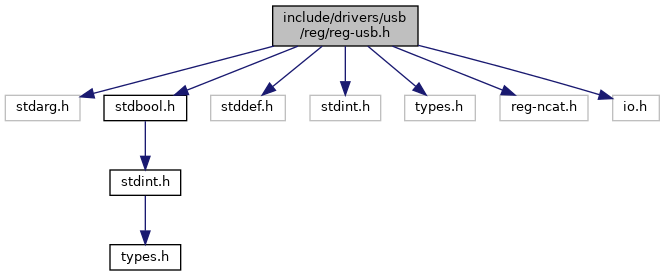 include/drivers/usb
/reg/reg-usb.h
stdarg.h
stdbool.h
stddef.h
stdint.h
types.h
reg-ncat.h
io.h
stdint.h
types.h